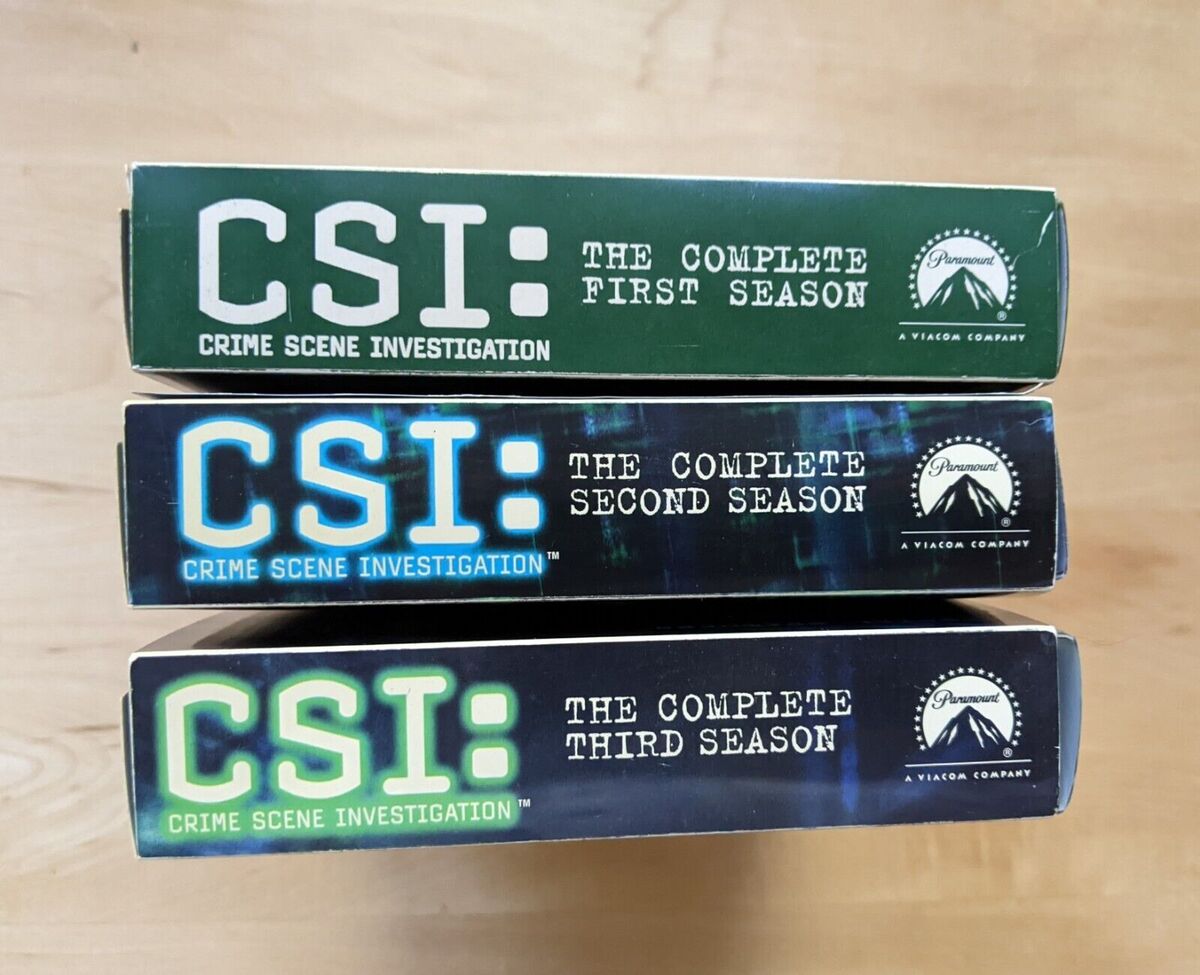 CSI:
CRIME SCENE INVESTIGATION
THE COMPLETE
FIRST SEASON
Paramount
®
A VIACOM COMPANY
CSI:
CRIME SCENE INVESTIGATION™
THE COMPLETE
SECOND SEASON
Paramount
®
A VIACOM COMPANY
CSI:
CRIME SCENE INVESTIGATION™
THE COMPLETE
THIRD SEASON
Paramount
®
A VIACOM COMPANY